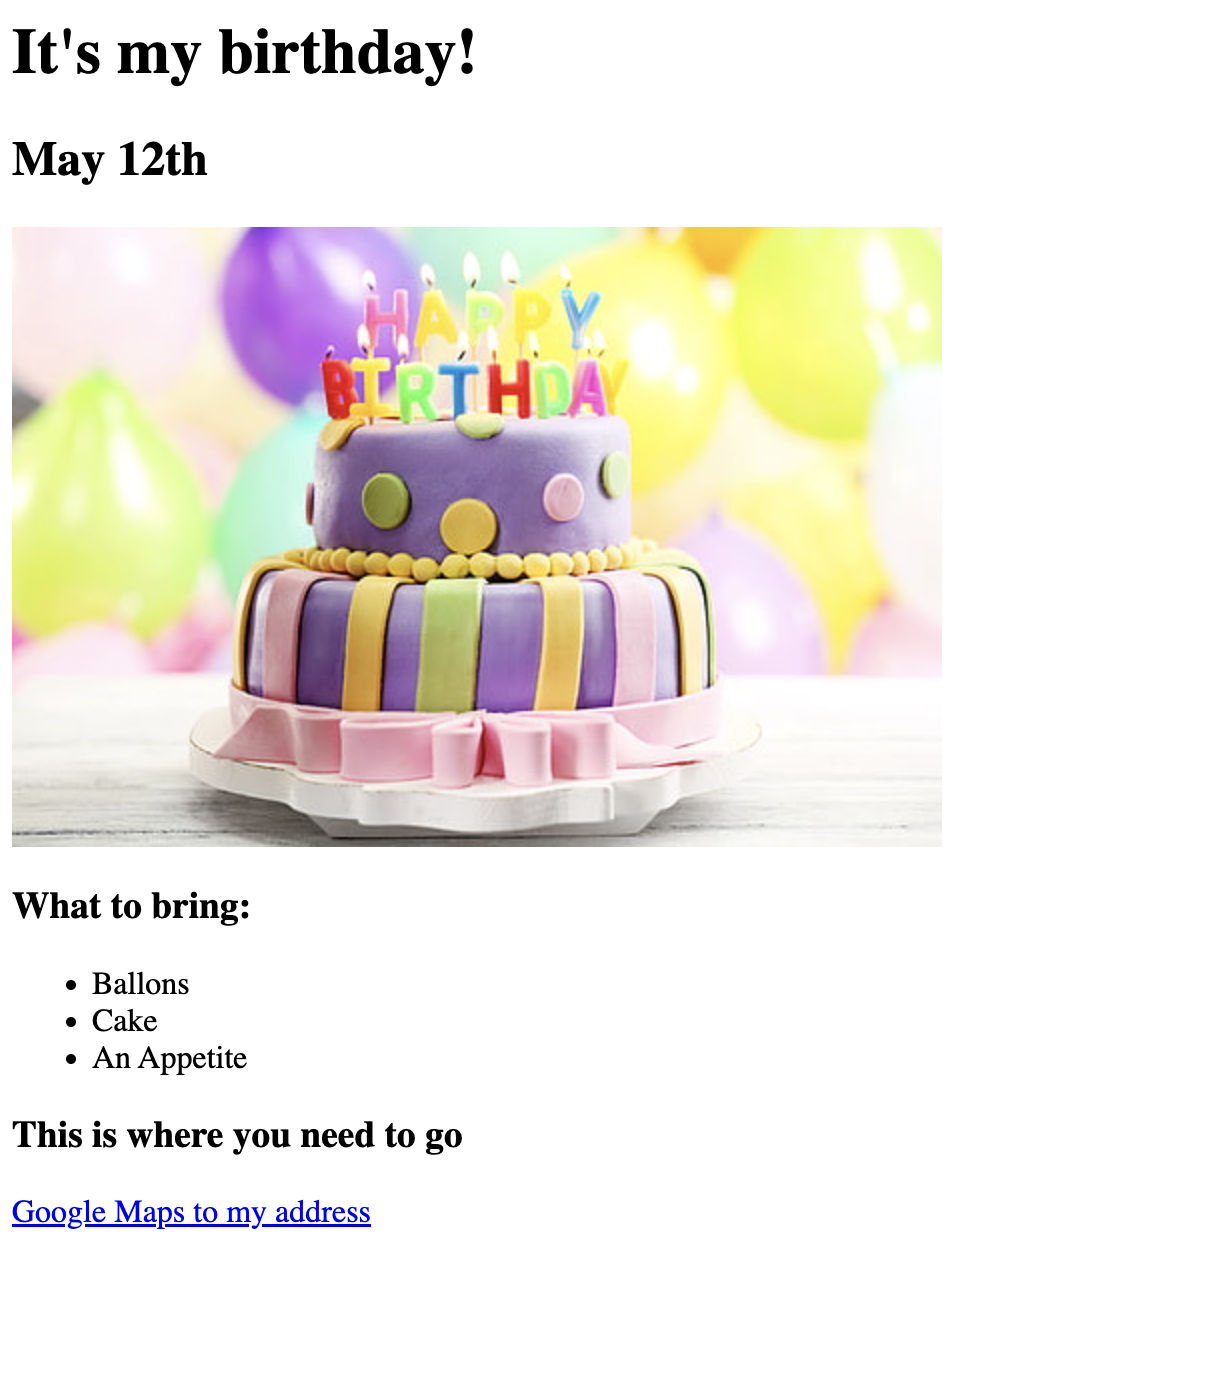 It's my birthday!
May 12th
HAPPY
BIRTHDAY
What to bring:
Ballons
Cake
An Appetite
This is where you need to go
Google Maps to my address